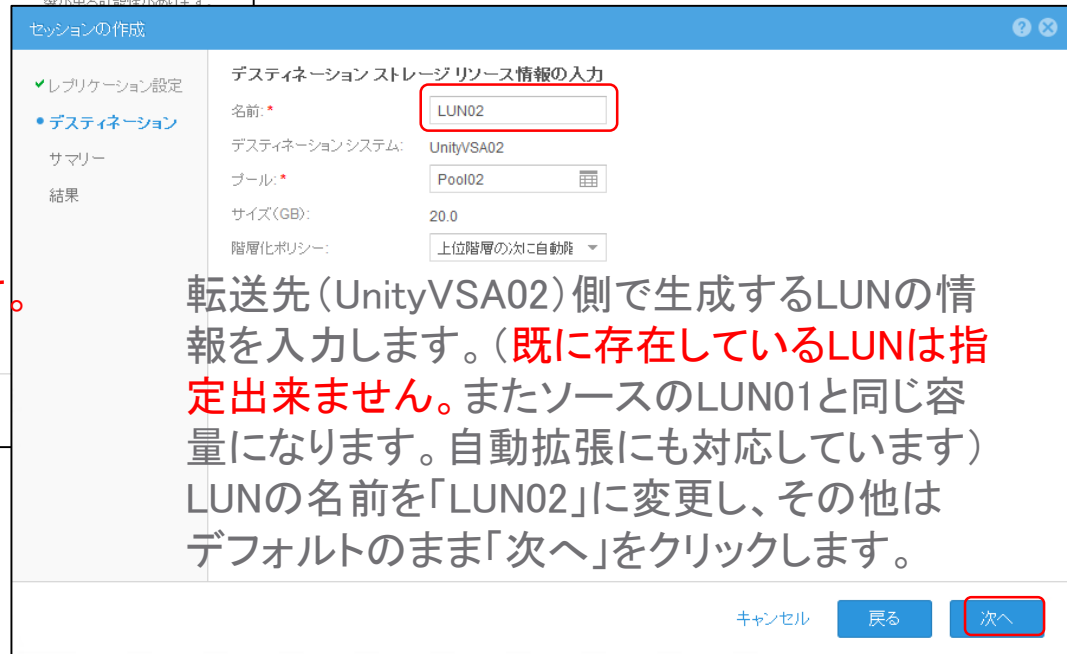 セッションの作成
✔レプリケーション設定
• デスティネーション
サマリー
結果
デスティネーション ストレージ リソース情報の入力
名前: * LUN02
デスティネーション システム: UnityVSA02
プール: * Pool02
サイズ(GB): 20.0
階層化ポリシー: 上位階層の次に自動階
。
転送先(UnityVSA02)側で生成するLUNの情
報を入力します。(既に存在しているLUNは指
定出来ません。またソースのLUN01と同じ容
量になります。自動拡張にも対応しています)
LUNの名前を「LUN02」に変更し、その他は
デフォルトのまま「次へ」をクリックします。
キャンセル 戻る 次へ